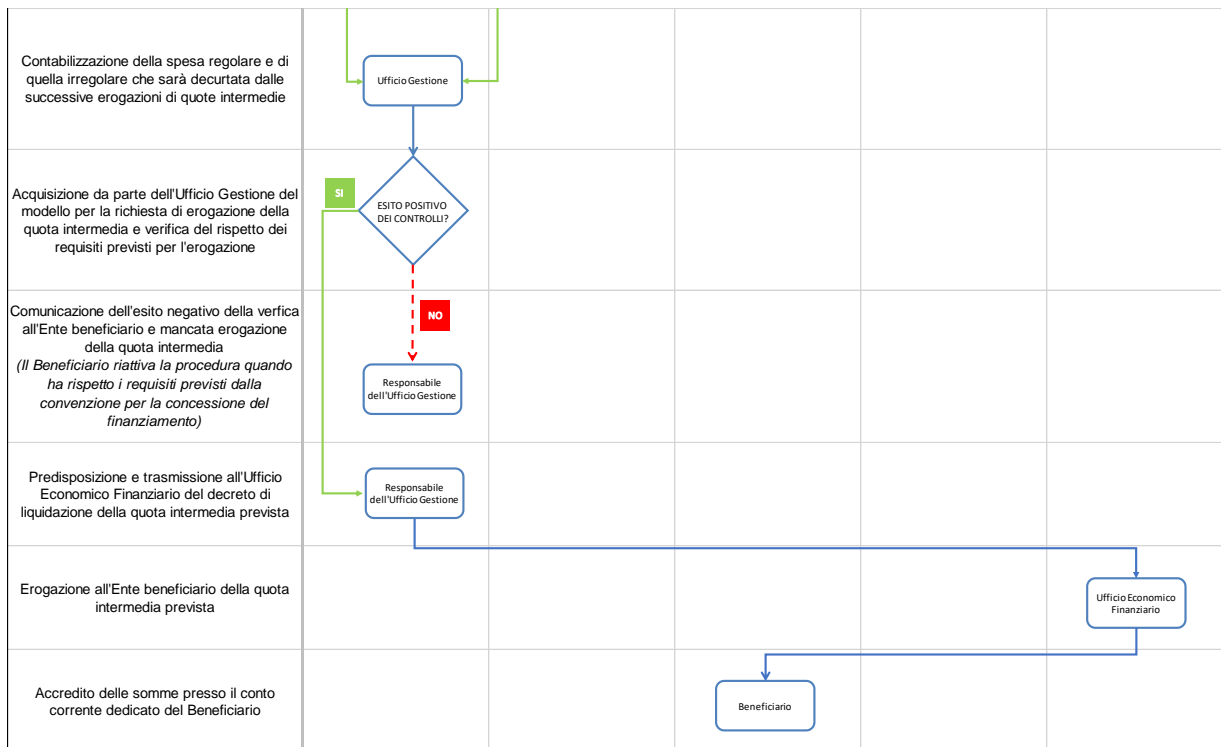 Contabilizzazione della spesa regolare e di
quella irregolare che sarà decurtata dalle
successive erogazioni di quote intermedie
Ufficio Gestione
Acquisizione da parte dell'Ufficio Gestione del
modello per la richiesta di erogazione della
quota intermedia e verifica del rispetto dei
requisiti previsti per l'erogazione
SI
ESITO POSITIVO
DEI CONTROLLI?
Comunicazione dell'esito negativo della verfica
all'Ente beneficiario e mancata erogazione
della quota intermedia
(Il Beneficiario riattiva la procedura quando
ha rispetto i requisiti previsti dalla
convenzione per la concessione del
finanziamento)
NO
Responsabile
dell'Ufficio Gestione
Predisposizione e trasmissione all'Ufficio
Economico Finanziario del decreto di
liquidazione della quota intermedia prevista
Responsabile
dell'Ufficio Gestione
Erogazione all'Ente beneficiario della quota
intermedia prevista
Ufficio Economico
Finanziario
Accredito delle somme presso il conto
corrente dedicato del Beneficiario
Beneficiario